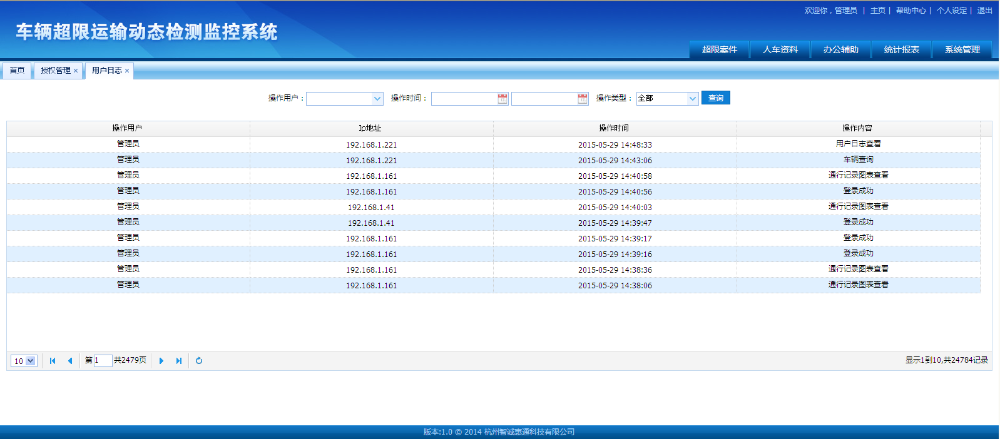 欢迎你，管理员 | 主页 | 帮助中心 | 个人设定 | 退出
车辆超限运输动态检测监控系统
超限案件 人车资料 办公辅助 统计报表 系统管理
首页 授权管理 × 用户日志 ×
操作用户： 操作时间： 操作类型： 全部 查询
操作用户 Ip地址 操作时间 操作内容
管理员 192.168.1.221 2015-05-29 14:48:33 用户日志查看
管理员 192.168.1.221 2015-05-29 14:43:06 车辆查询
管理员 192.168.1.161 2015-05-29 14:40:58 通行记录图表查看
管理员 192.168.1.161 2015-05-29 14:40:56 登录成功
管理员 192.168.1.41 2015-05-29 14:40:03 通行记录图表查看
管理员 192.168.1.41 2015-05-29 14:39:47 登录成功
管理员 192.168.1.161 2015-05-29 14:39:17 登录成功
管理员 192.168.1.161 2015-05-29 14:39:16 登录成功
管理员 192.168.1.161 2015-05-29 14:38:36 通行记录图表查看
管理员 192.168.1.161 2015-05-29 14:38:06 通行记录图表查看
10 第 1 共2479页 显示1到10,共24784记录
版本:1.0 © 2014 杭州智诚惠通科技有限公司